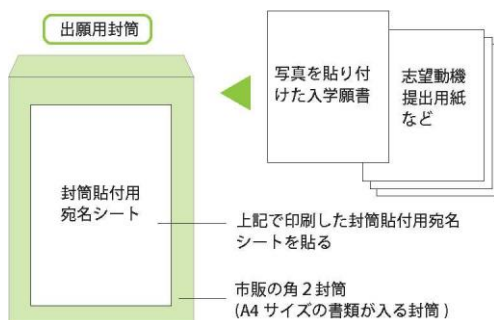 出願用封筒
写真を貼り付
けた入学願書
志望動機
提出用紙
など
封筒貼付用
宛名シート
上記で印刷した封筒貼付用宛名
シートを貼る
市販の角2封筒
(A4 サイズの書類が入る封筒)